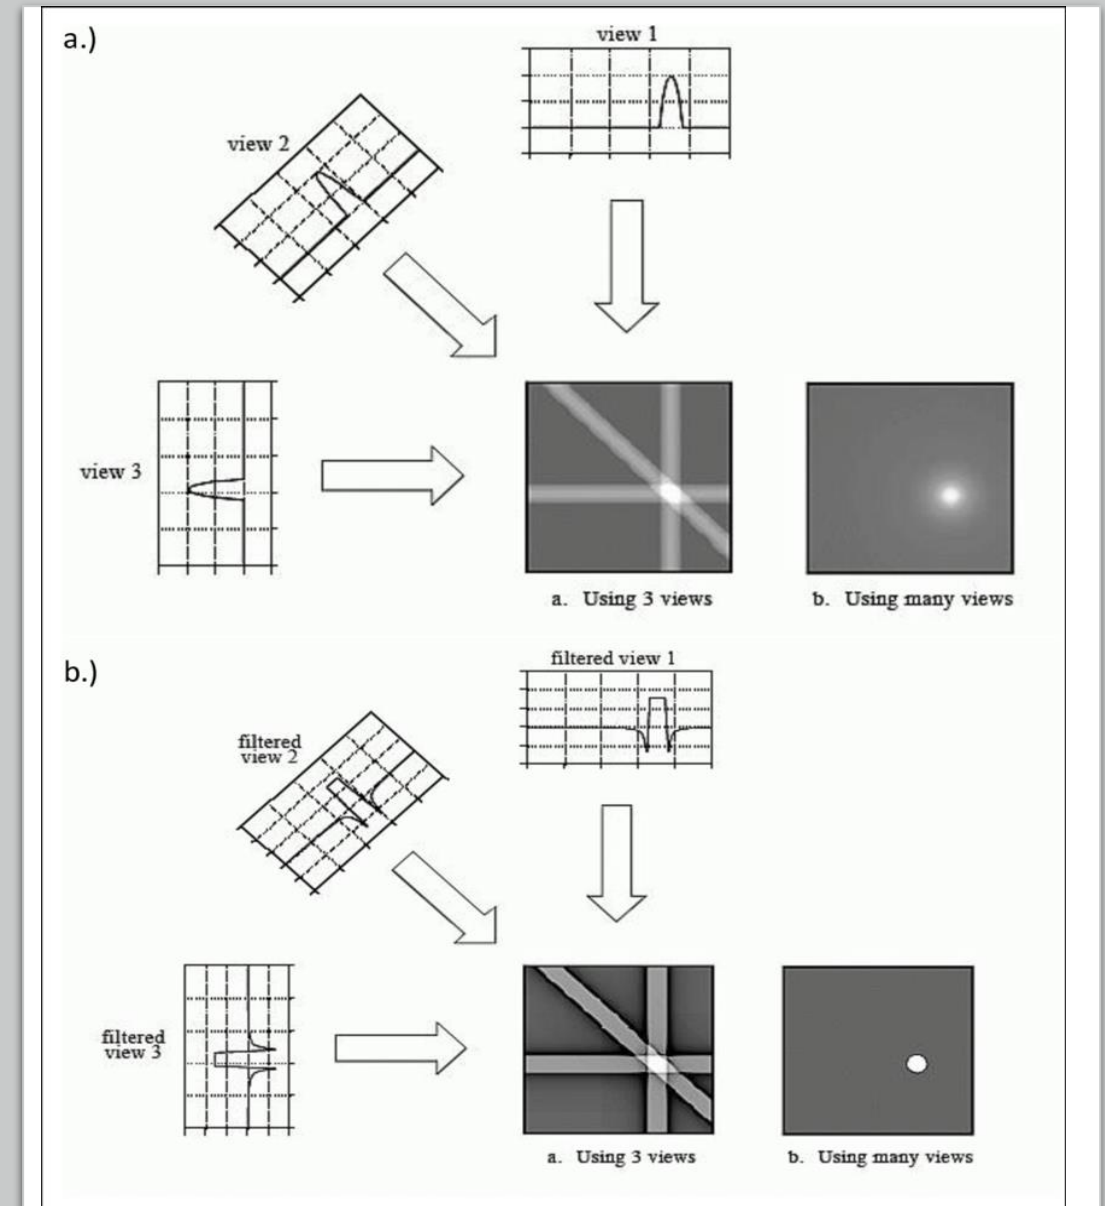 a.)
view 1
view 2
view 3
a. Using 3 views
b. Using many views
b.)
filtered view 1
filtered
view 2
filtered
view 3
a. Using 3 views
b. Using many views